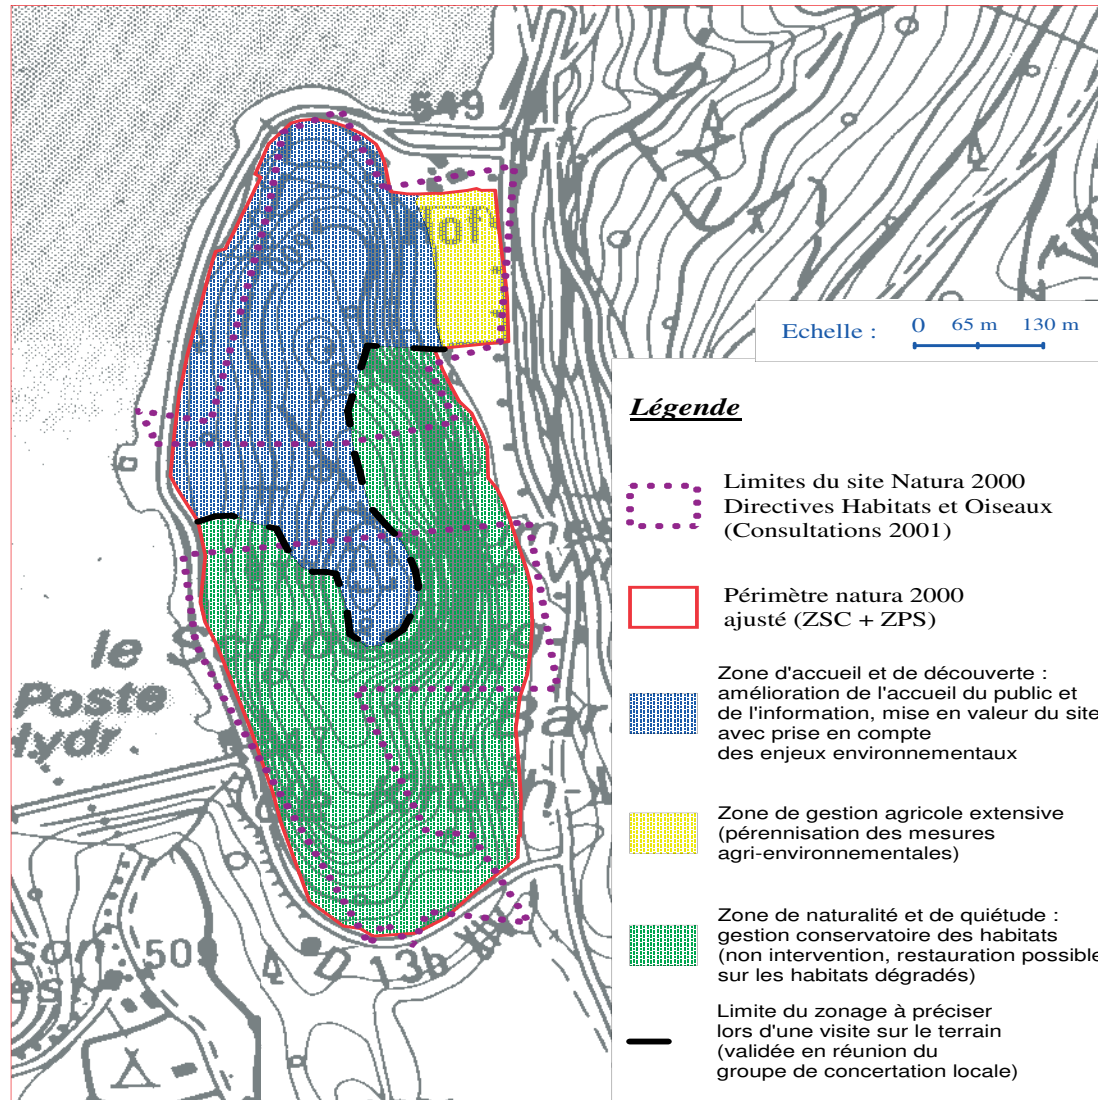 549
Echelle :
0 65 m 130 m
Légende
Limites du site Natura 2000
Directives Habitats et Oiseaux
(Consultations 2001)
Périmètre natura 2000
ajusté (ZSC + ZPS)
le
Poste
Zone d'accueil et de découverte :
amélioration de l'accueil du public et
de l'information, mise en valeur du site
avec prise en compte
des enjeux environnementaux
Zone de gestion agricole extensive
(pérennisation des mesures
agri-environnementales)
Zone de naturalité et de quiétude :
gestion conservatoire des habitats
(non intervention, restauration possible
sur les habitats dégradés)
Limite du zonage à préciser
lors d'une visite sur le terrain
(validée en réunion du
groupe de concertation locale)